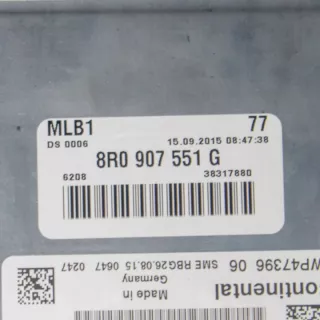 MLB1 77
DS 0006 15.09.2015 08:47:38
8R0 907 551 G
6208 38317880
WP47396 06
SME RBG26.08.15 0647 0247
Germany
Made in
ontinental